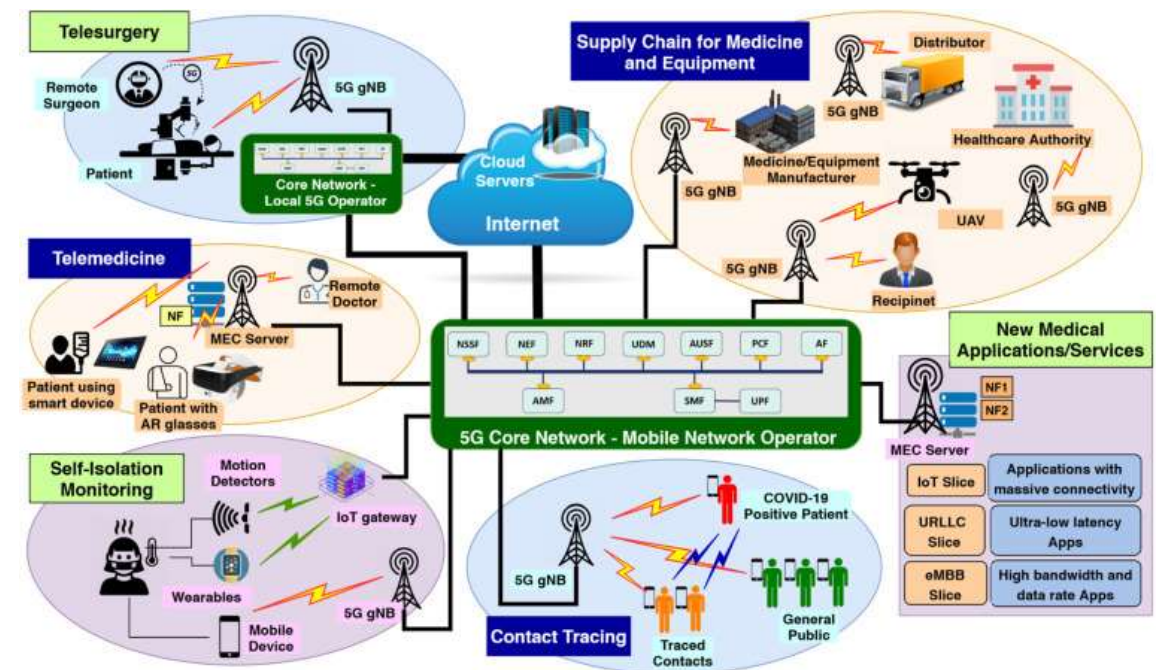 Telesurgery
Remote
Surgeon
5G
5G gNB
Patient
Core Network -
Local 5G Operator
Cloud
Servers
Internet
Supply Chain for Medicine
and Equipment
Distributor
5G gNB
Healthcare Authority
Medicine/Equipment
Manufacturer
5G gNB
UAV
5G gNB
5G gNB
Recipinet
Telemedicine
Remote
Doctor
NF
MEC Server
Patient using
smart device
Patient with
AR glasses
NSSF
NEF
NRF
UDM
AUSF
PCF
AF
AMF
SMF
UPF
5G Core Network - Mobile Network Operator
New Medical
Applications/Services
NF1
NF2
MEC Server
IoT Slice
Applications with
massive connectivity
URLLC
Slice
Ultra-low latency
Apps
eMBB
Slice
High bandwidth and
data rate Apps
Self-Isolation
Monitoring
Motion
Detectors
IoT gateway
Wearables
5G gNB
Mobile
Device
COVID-19
Positive Patient
5G gNB
General
Public
Contact Tracing
Traced
Contacts